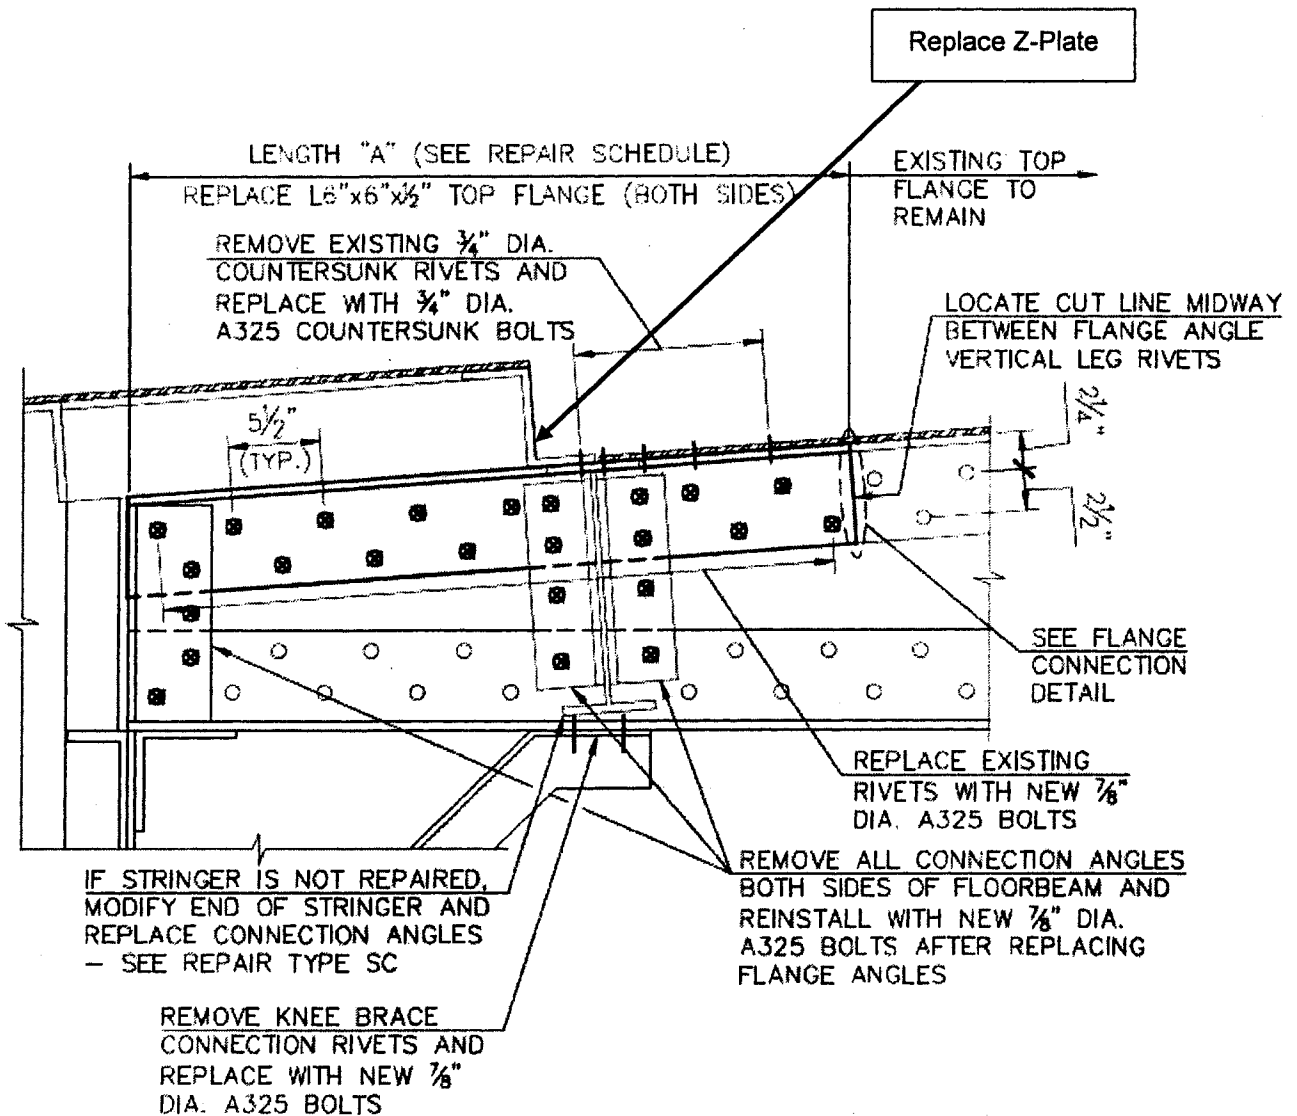 Replace Z-Plate
LENGTH "A" (SEE REPAIR SCHEDULE)
REPLACE L6"x6"x½" TOP FLANGE (BOTH SIDES)
EXISTING TOP
FLANGE TO
REMAIN
REMOVE EXISTING ¾" DIA.
COUNTERSUNK RIVETS AND
REPLACE WITH ¾" DIA.
A325 COUNTERSUNK BOLTS
LOCATE CUT LINE MIDWAY
BETWEEN FLANGE ANGLE
VERTICAL LEG RIVETS
5½"
(TYP.)
2¼"
2½"
SEE FLANGE
CONNECTION
DETAIL
REPLACE EXISTING
RIVETS WITH NEW ⅞"
DIA. A325 BOLTS
REMOVE ALL CONNECTION ANGLES
BOTH SIDES OF FLOORBEAM AND
REINSTALL WITH NEW ⅞" DIA.
A325 BOLTS AFTER REPLACING
FLANGE ANGLES
IF STRINGER IS NOT REPAIRED,
MODIFY END OF STRINGER AND
REPLACE CONNECTION ANGLES
– SEE REPAIR TYPE SC
REMOVE KNEE BRACE
CONNECTION RIVETS AND
REPLACE WITH NEW ⅞"
DIA. A325 BOLTS